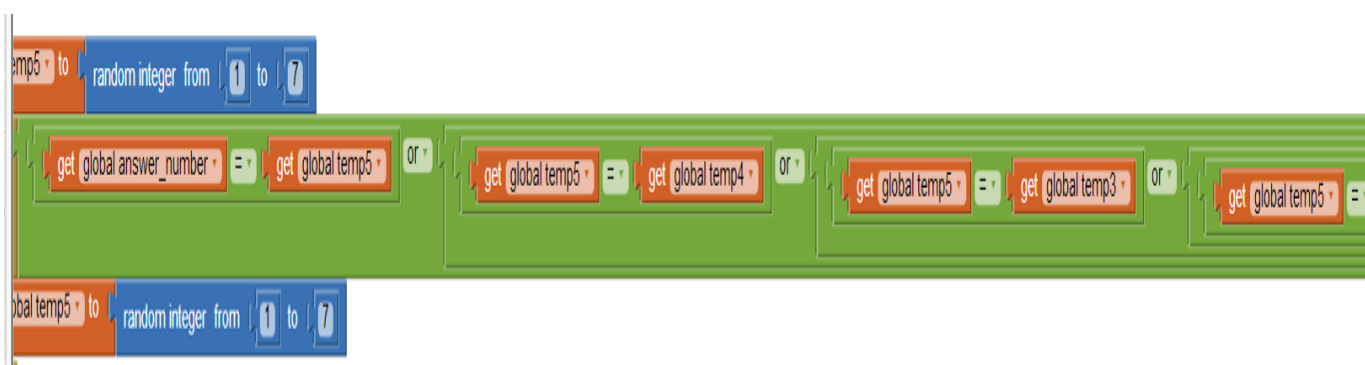 emp5 to random integer from 1 to 7
get global answer_number = get global temp5 or get global temp5 = get global temp4 or get global temp5 = get global temp3 or get global temp5 =
obal temp5 to random integer from 1 to 7